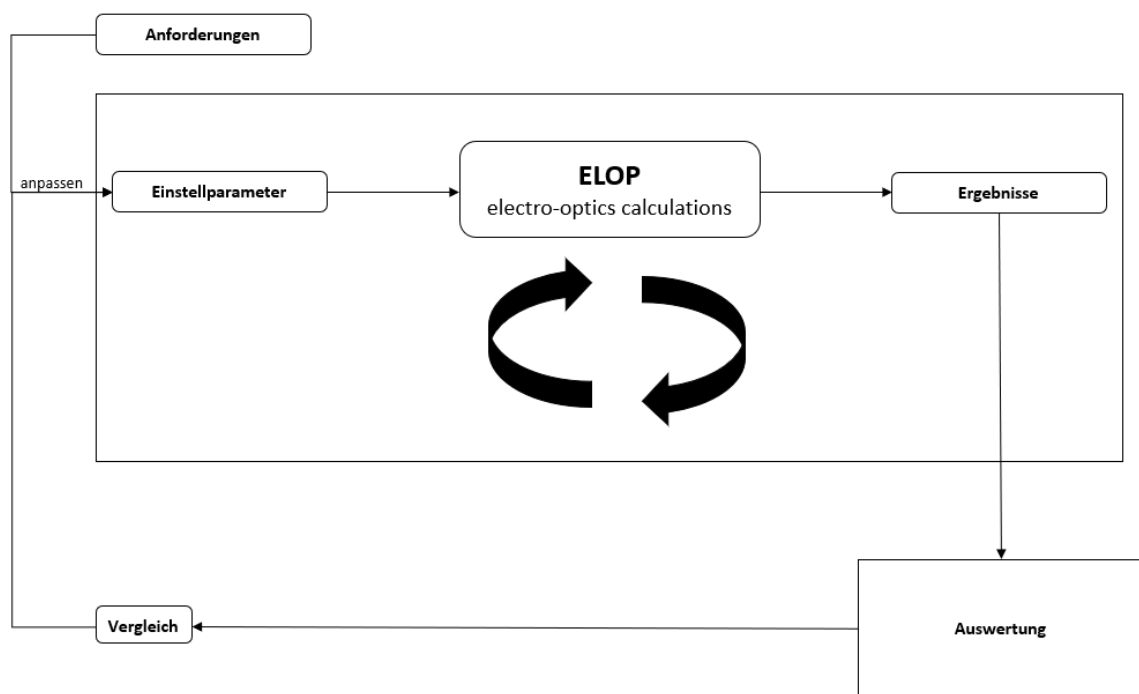 Anforderungen
anpassen
Einstellparameter
ELOP
electro-optics calculations
Ergebnisse
Vergleich
Auswertung